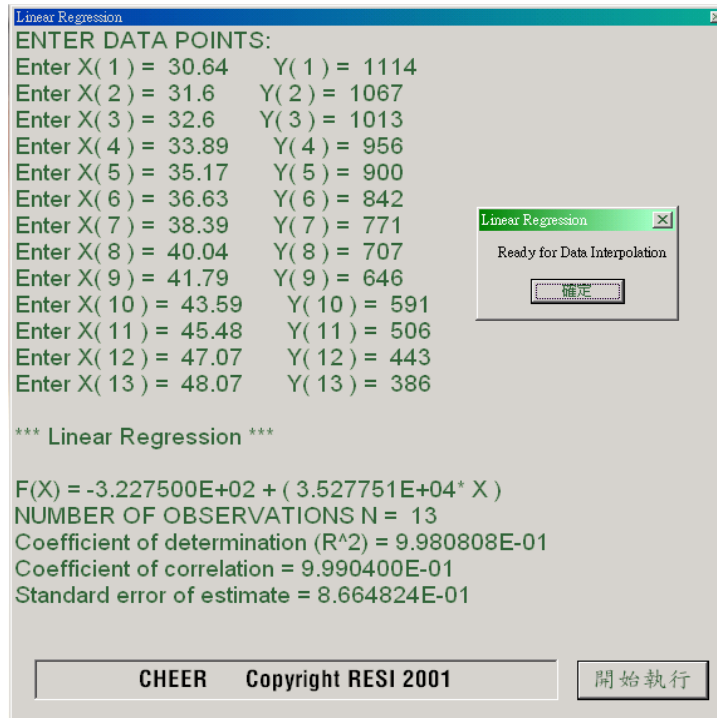 Linear Regression
ENTER DATA POINTS:
Enter X( 1 ) = 30.64 Y( 1 ) = 1114
Enter X( 2 ) = 31.6 Y( 2 ) = 1067
Enter X( 3 ) = 32.6 Y( 3 ) = 1013
Enter X( 4 ) = 33.89 Y( 4 ) = 956
Enter X( 5 ) = 35.17 Y( 5 ) = 900
Enter X( 6 ) = 36.63 Y( 6 ) = 842
Enter X( 7 ) = 38.39 Y( 7 ) = 771
Enter X( 8 ) = 40.04 Y( 8 ) = 707
Enter X( 9 ) = 41.79 Y( 9 ) = 646
Enter X( 10 ) = 43.59 Y( 10 ) = 591
Enter X( 11 ) = 45.48 Y( 11 ) = 506
Enter X( 12 ) = 47.07 Y( 12 ) = 443
Enter X( 13 ) = 48.07 Y( 13 ) = 386
Linear Regression
Ready for Data Interpolation
確定
*** Linear Regression ***
F(X) = -3.227500E+02 + ( 3.527751E+04* X )
NUMBER OF OBSERVATIONS N = 13
Coefficient of determination (R^2) = 9.980808E-01
Coefficient of correlation = 9.990400E-01
Standard error of estimate = 8.664824E-01
CHEER Copyright RESI 2001
開始執行